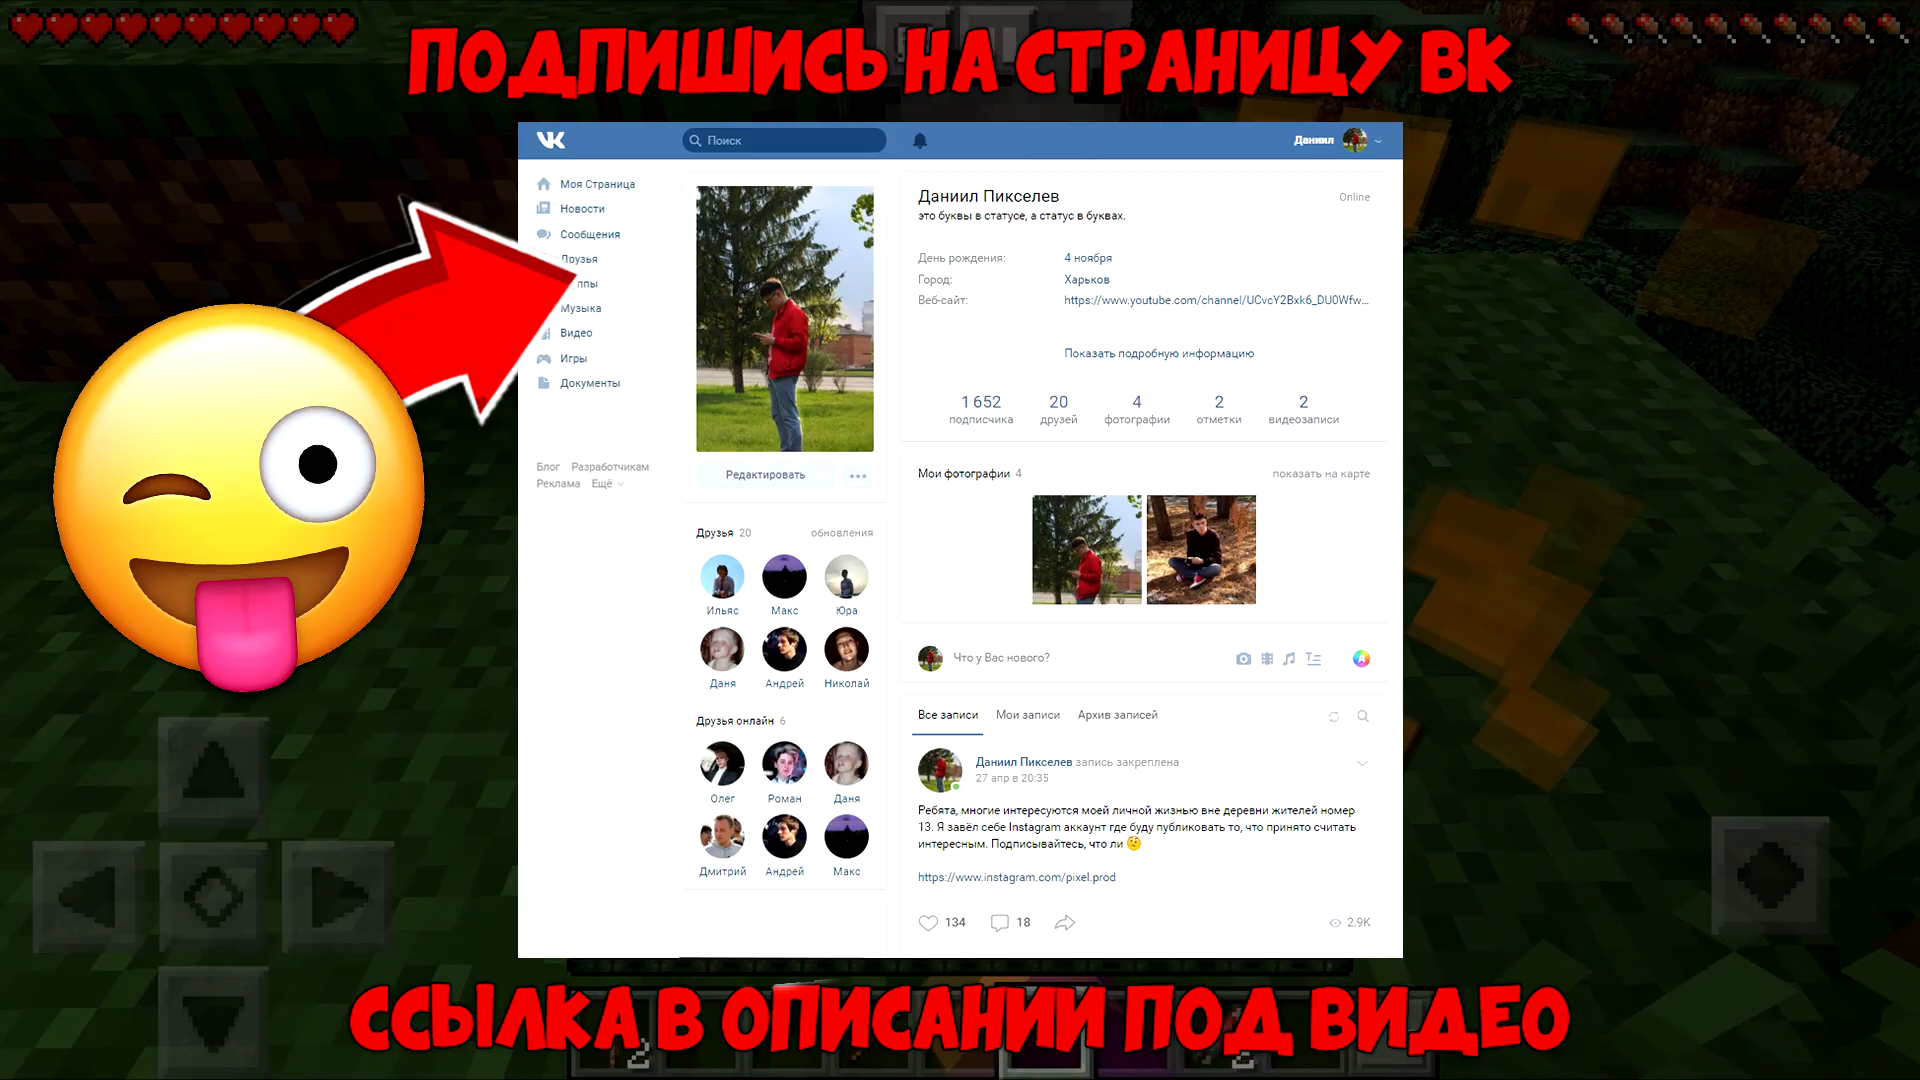 ПОДПИШИСЬ НА СТРАНИЦУ ВК
Поиск
Даниил
Моя Страница
Новости
Сообщения
Друзья
ппы
Музыка
Видео
Игры
Документы
Блог Разработчикам
Реклама Ещё
Редактировать
Друзья 20 обновления
Ильяс Макс Юра
Даня Андрей Николай
Друзья онлайн 6
Олег Роман Даня
Дмитрий Андрей Макс
Даниил Пикселев Online
это буквы в статусе, а статус в буквах.
День рождения: 4 ноября
Город: Харьков
Веб-сайт: https://www.youtube.com/channel/UCvcY2Bxk6_DU0Wfw...
Показать подробную информацию
1 652 20 4 2 2
подписчика друзей фотографии отметки видеозаписи
Мои фотографии 4 показать на карте
Что у Вас нового?
Все записи Мои записи Архив записей
Даниил Пикселев запись закреплена
27 апр в 20:35
Ребята, многие интересуются моей личной жизнью вне деревни жителей номер
13. Я завёл себе Instagram аккаунт где буду публиковать то, что принято считать
интересным. Подписывайтесь, что ли 🤨
https://www.instagram.com/pixel.prod
134 18 2.9K
ССЫЛКА В ОПИСАНИИ ПОД ВИДЕО
2 2